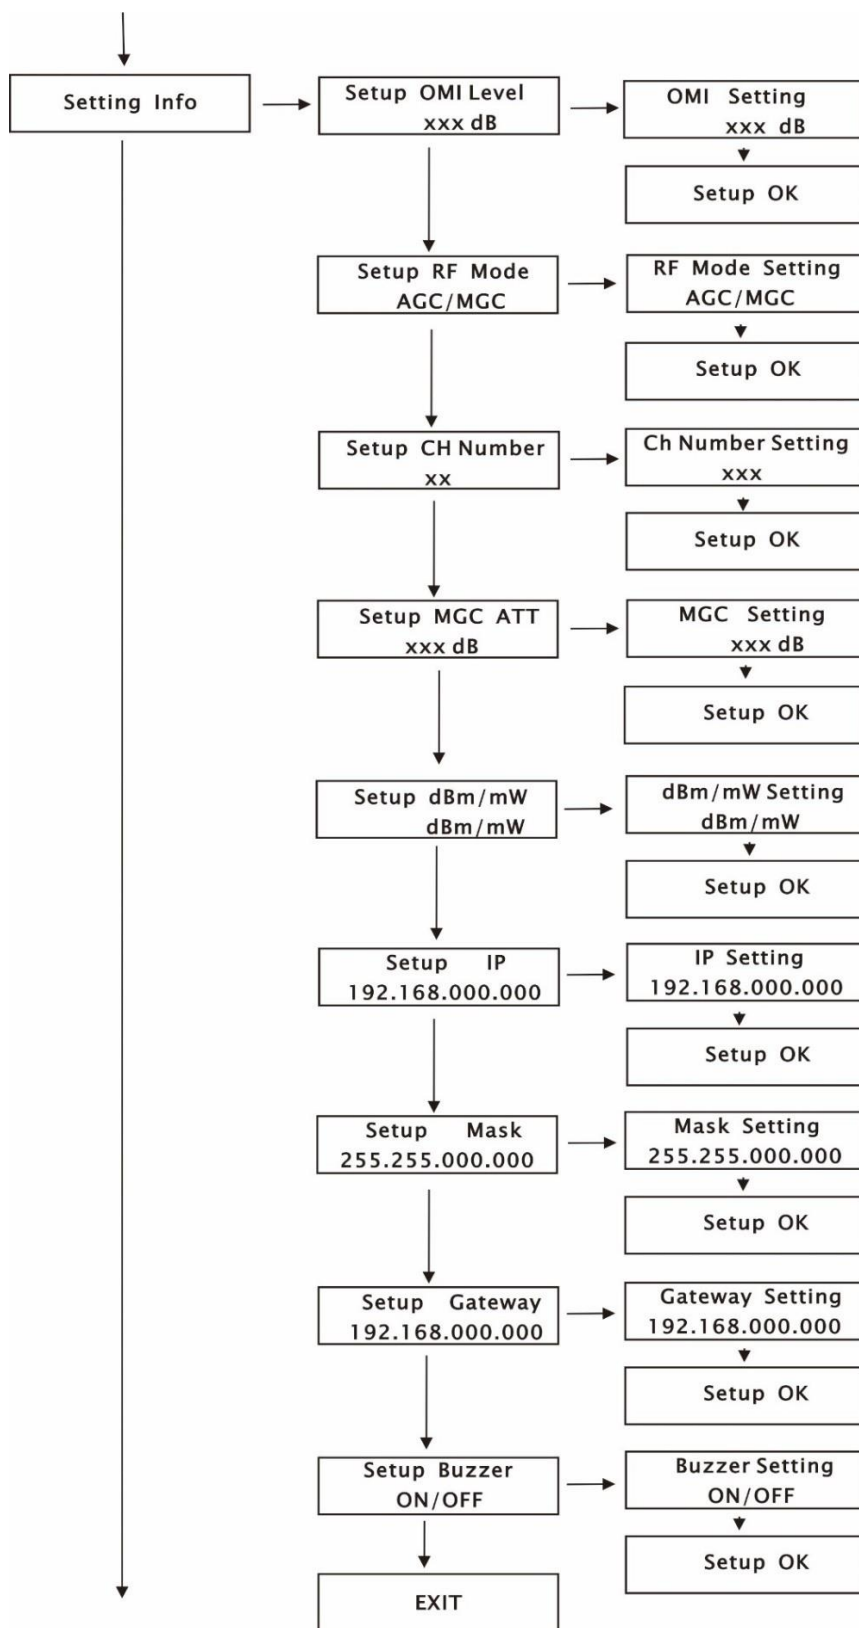 Setting Info
Setup OMI Level
xxx dB
OMI Setting
xxx dB
Setup OK
Setup RF Mode
AGC/MGC
RF Mode Setting
AGC/MGC
Setup OK
Setup CH Number
xx
Ch Number Setting
xxx
Setup OK
Setup MGC ATT
xxx dB
MGC Setting
xxx dB
Setup OK
Setup dBm/mW
dBm/mW
dBm/mW Setting
dBm/mW
Setup OK
Setup IP
192.168.000.000
IP Setting
192.168.000.000
Setup OK
Setup Mask
255.255.000.000
Mask Setting
255.255.000.000
Setup OK
Setup Gateway
192.168.000.000
Gateway Setting
192.168.000.000
Setup OK
Setup Buzzer
ON/OFF
Buzzer Setting
ON/OFF
Setup OK
EXIT